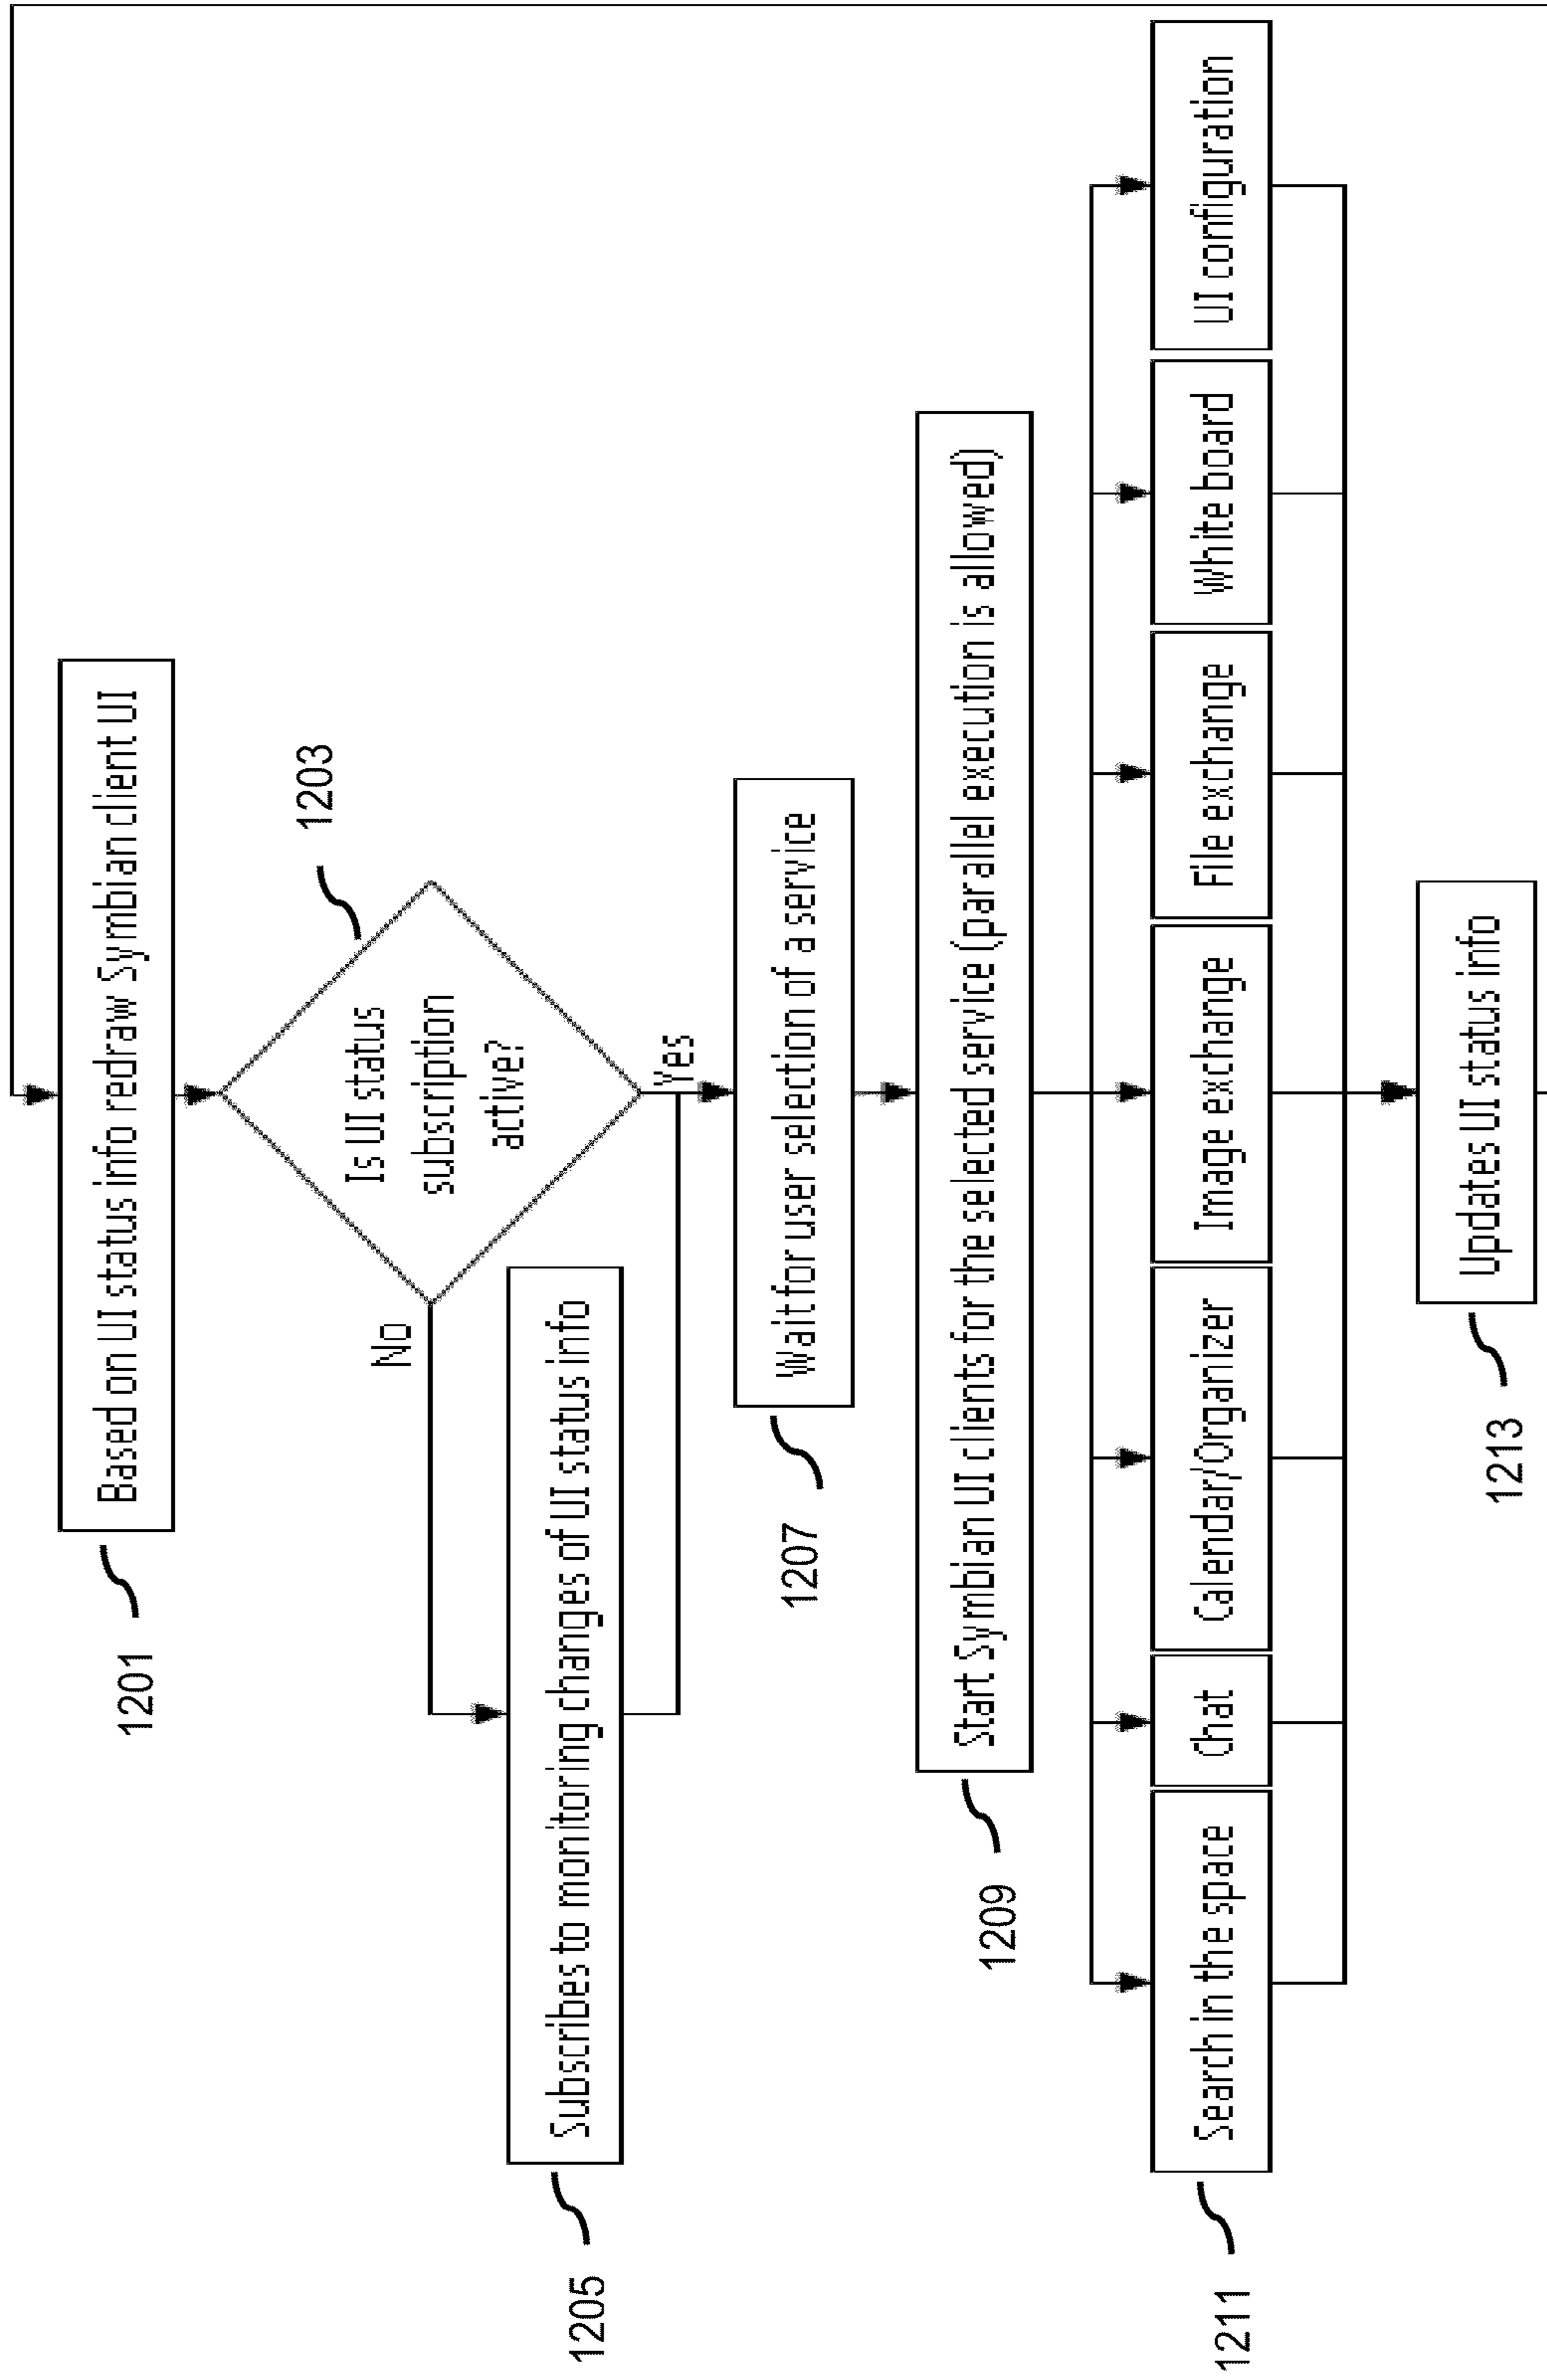 Based on UI status info redraw Symbian client UI
1201
Is UI status
subscription
active?
1203
No
Yes
Subscribes to monitoring changes of UI status info
1205
Wait for user selection of a service
1207
Start Symbian UI clients for the selected service (parallel execution is allowed)
1209
Search in the space
Chat
Calendar/Organizer
Image exchange
File exchange
White board
UI configuration
1211
Updates UI status info
1213